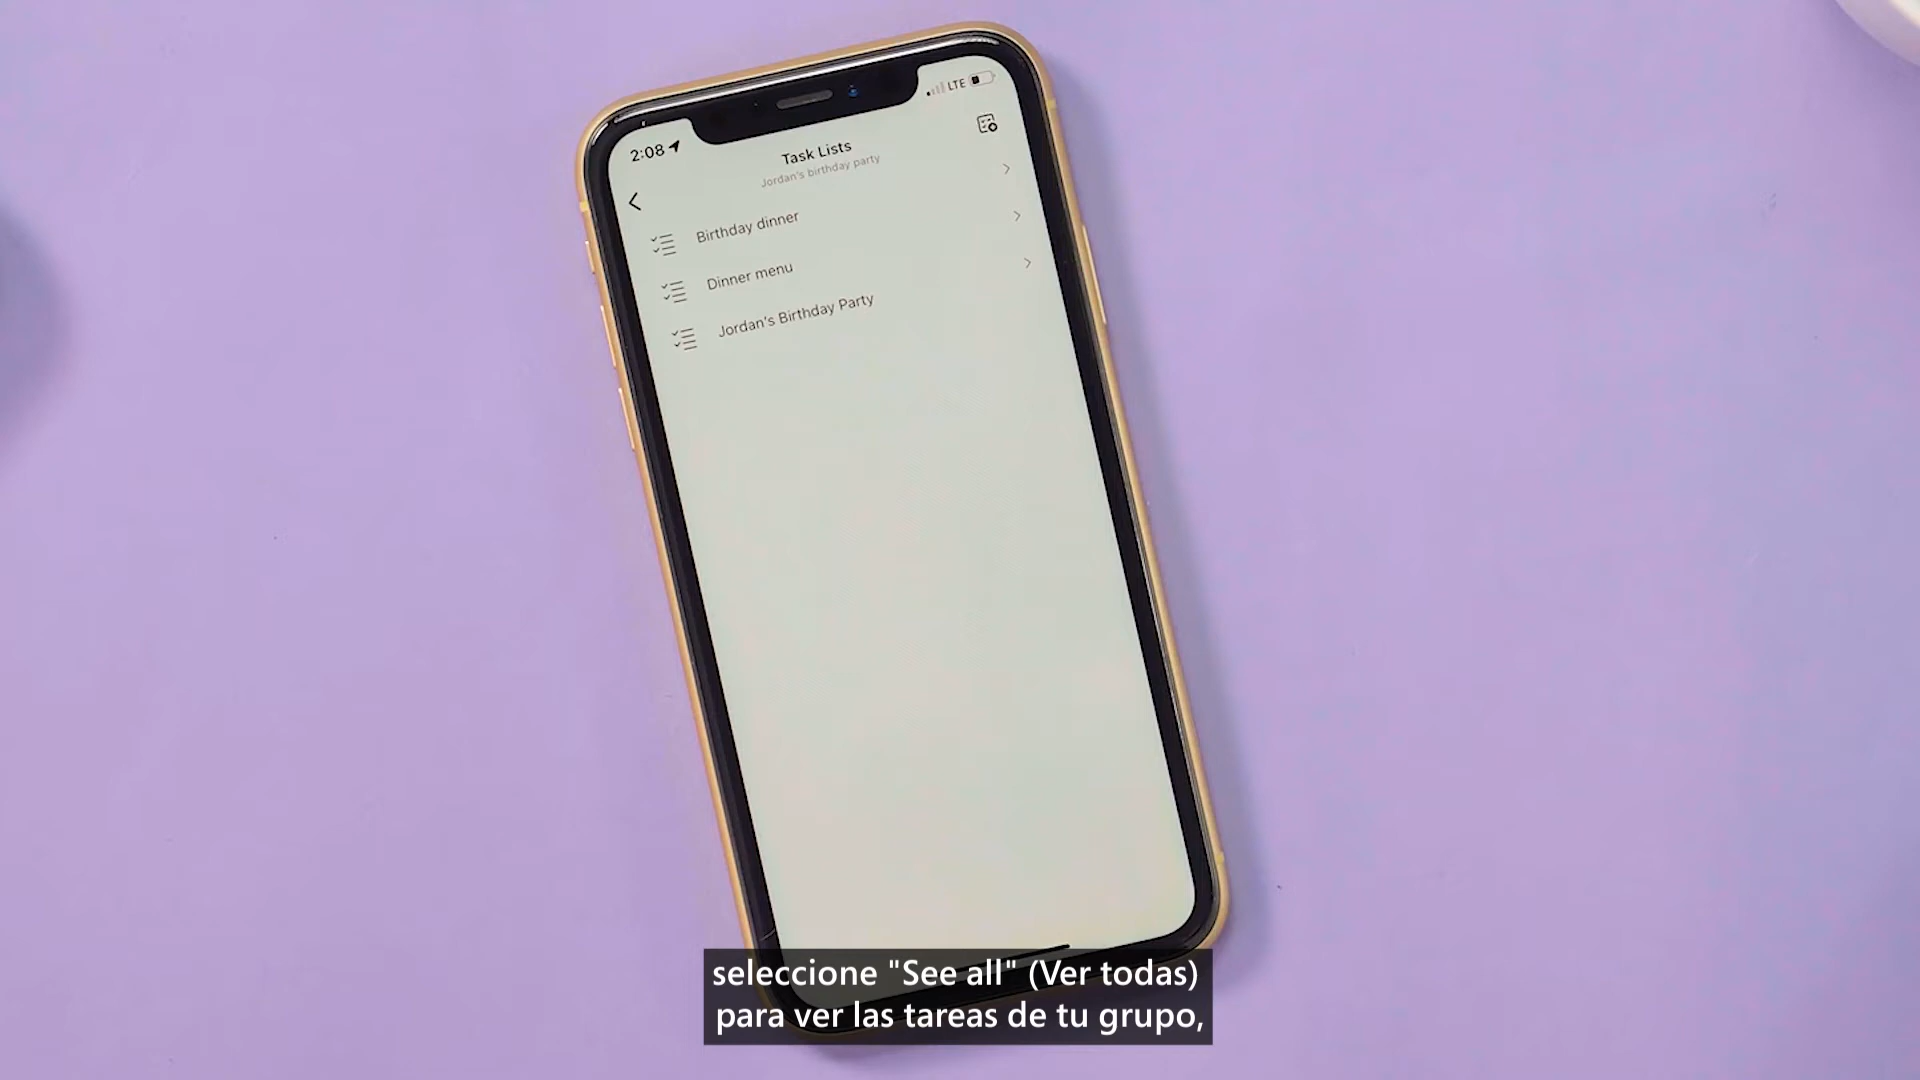 2:08
LTE
Task Lists
Jordan's birthday party
Birthday dinner
Dinner menu
Jordan's Birthday Party
seleccione "See all" (Ver todas)
para ver las tareas de tu grupo,